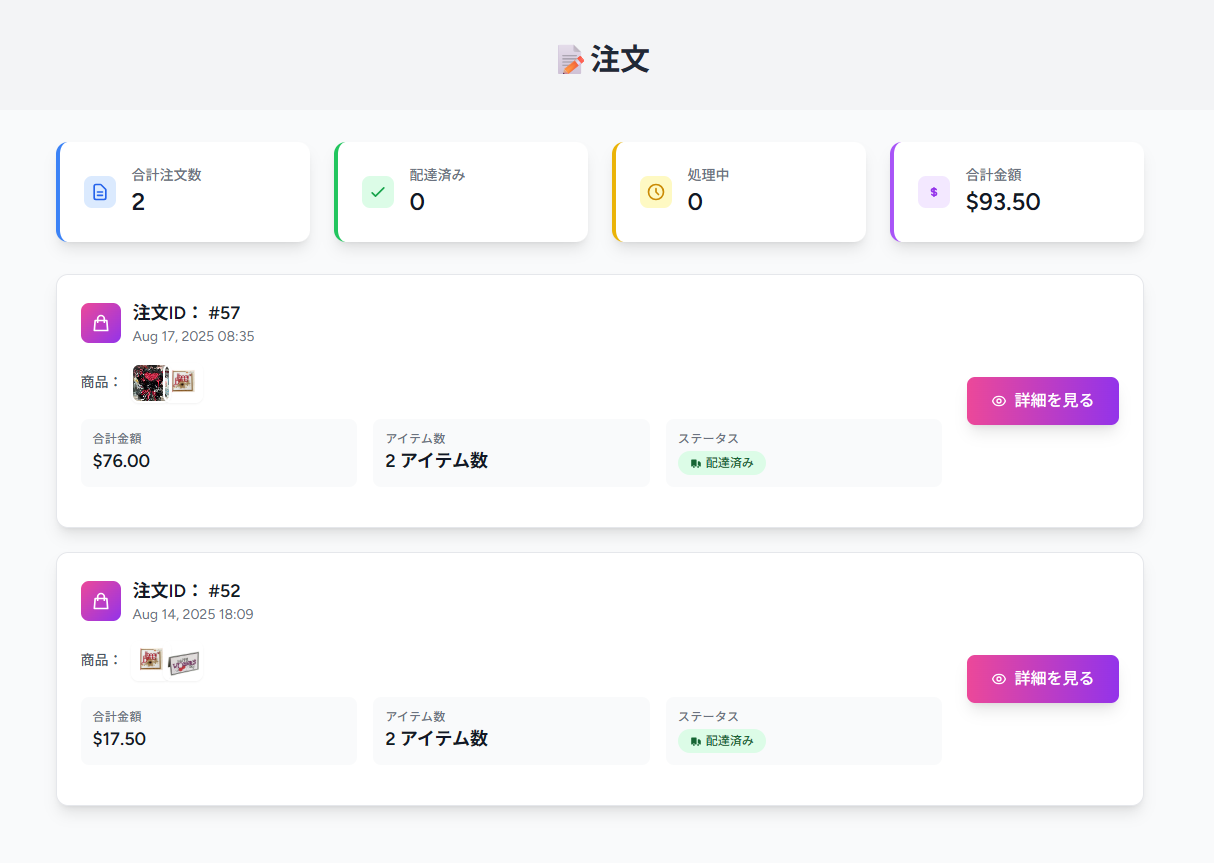 注文
合計注文数
2
配達済み
0
処理中
0
合計金額
$93.50
注文ID： #57
Aug 17, 2025 08:35
商品：
合計金額
$76.00
アイテム数
2 アイテム数
ステータス
配達済み
詳細を見る
注文ID： #52
Aug 14, 2025 18:09
商品：
合計金額
$17.50
アイテム数
2 アイテム数
ステータス
配達済み
詳細を見る